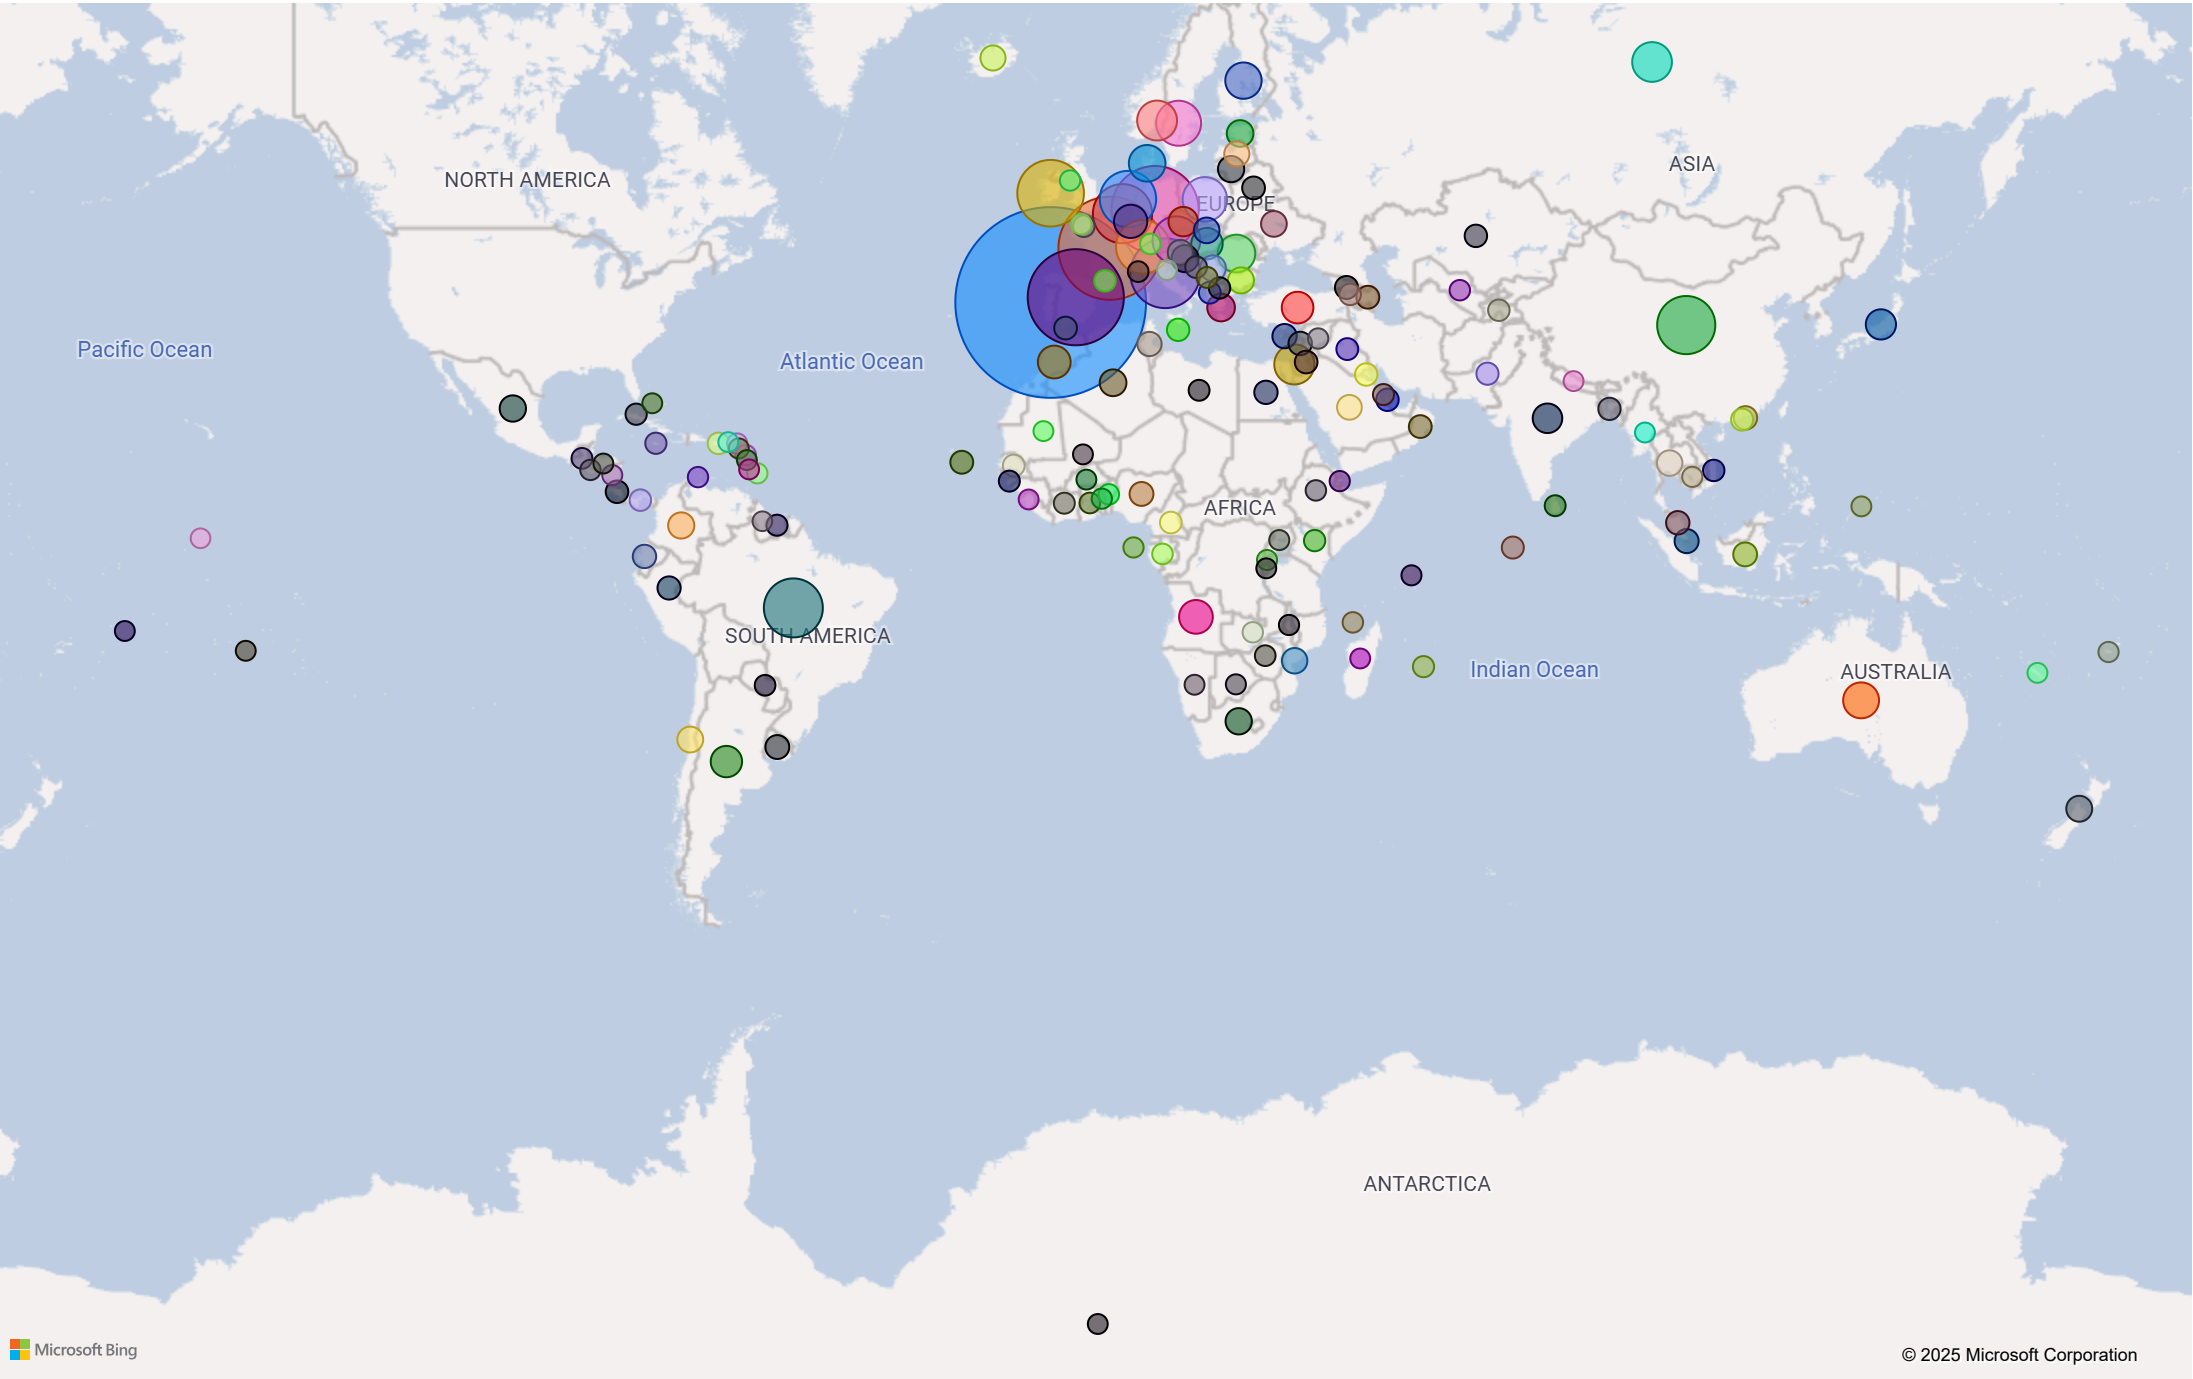 ASIA
NORTH AMERICA
EUROPE
Pacific Ocean
Atlantic Ocean
AFRICA
SOUTH AMERICA
Indian Ocean
AUSTRALIA
ANTARCTICA
Microsoft Bing
© 2025 Microsoft Corporation